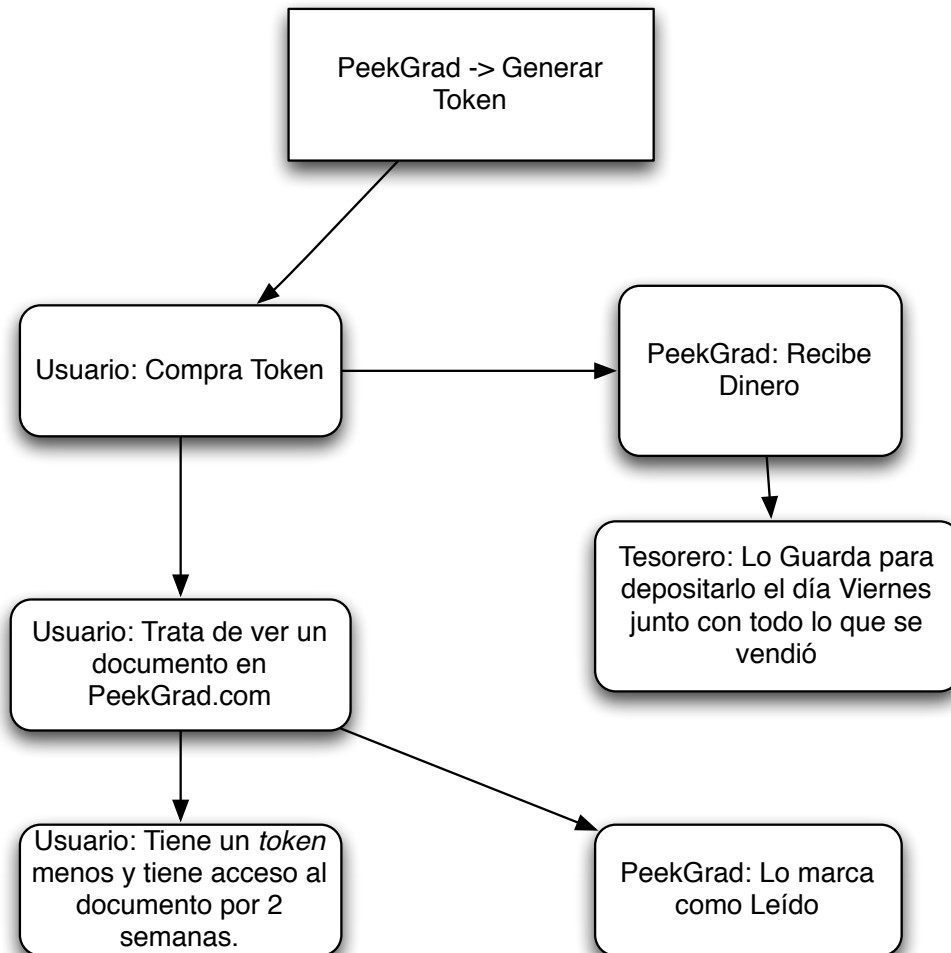 PeekGrad -> Generar
Token
Usuario: Compra Token
PeekGrad: Recibe
Dinero
Tesorero: Lo Guarda para
depositarlo el día Viernes
junto con todo lo que se
vendió
Usuario: Trata de ver un
documento en
PeekGrad.com
Usuario: Tiene un token
menos y tiene acceso al
documento por 2
semanas.
PeekGrad: Lo marca
como Leído